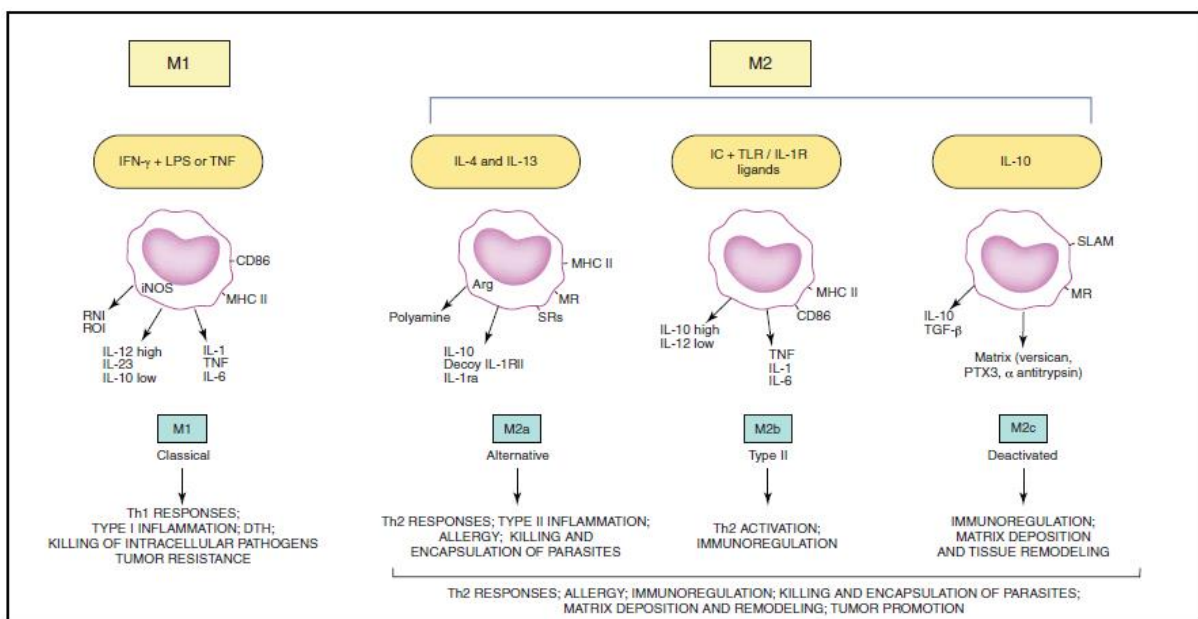 M1
M2
IFN-γ + LPS or TNF
IL-4 and IL-13
IC + TLR / IL-1R
ligands
IL-10
CD86
MHC II
iNOS
RNI
ROI
IL-12 high
IL-23
IL-10 low
IL-1
TNF
IL-6
MHC II
MR
SRs
Arg
Polyamine
IL-10
Decoy IL-1RII
IL-1ra
MHC II
CD86
IL-10 high
IL-12 low
TNF
IL-1
IL-6
SLAM
MR
IL-10
TGF-β
Matrix (versican,
PTX3, α antitrypsin)
M1
Classical
M2a
Alternative
M2b
Type II
M2c
Deactivated
Th1 RESPONSES;
TYPE I INFLAMMATION; DTH;
KILLING OF INTRACELLULAR PATHOGENS
TUMOR RESISTANCE
Th2 RESPONSES; TYPE II INFLAMMATION;
ALLERGY; KILLING AND
ENCAPSULATION OF PARASITES
Th2 ACTIVATION;
IMMUNOREGULATION
IMMUNOREGULATION;
MATRIX DEPOSITION
AND TISSUE REMODELING
Th2 RESPONSES; ALLERGY; IMMUNOREGULATION; KILLING AND ENCAPSULATION OF PARASITES;
MATRIX DEPOSITION AND REMODELING; TUMOR PROMOTION